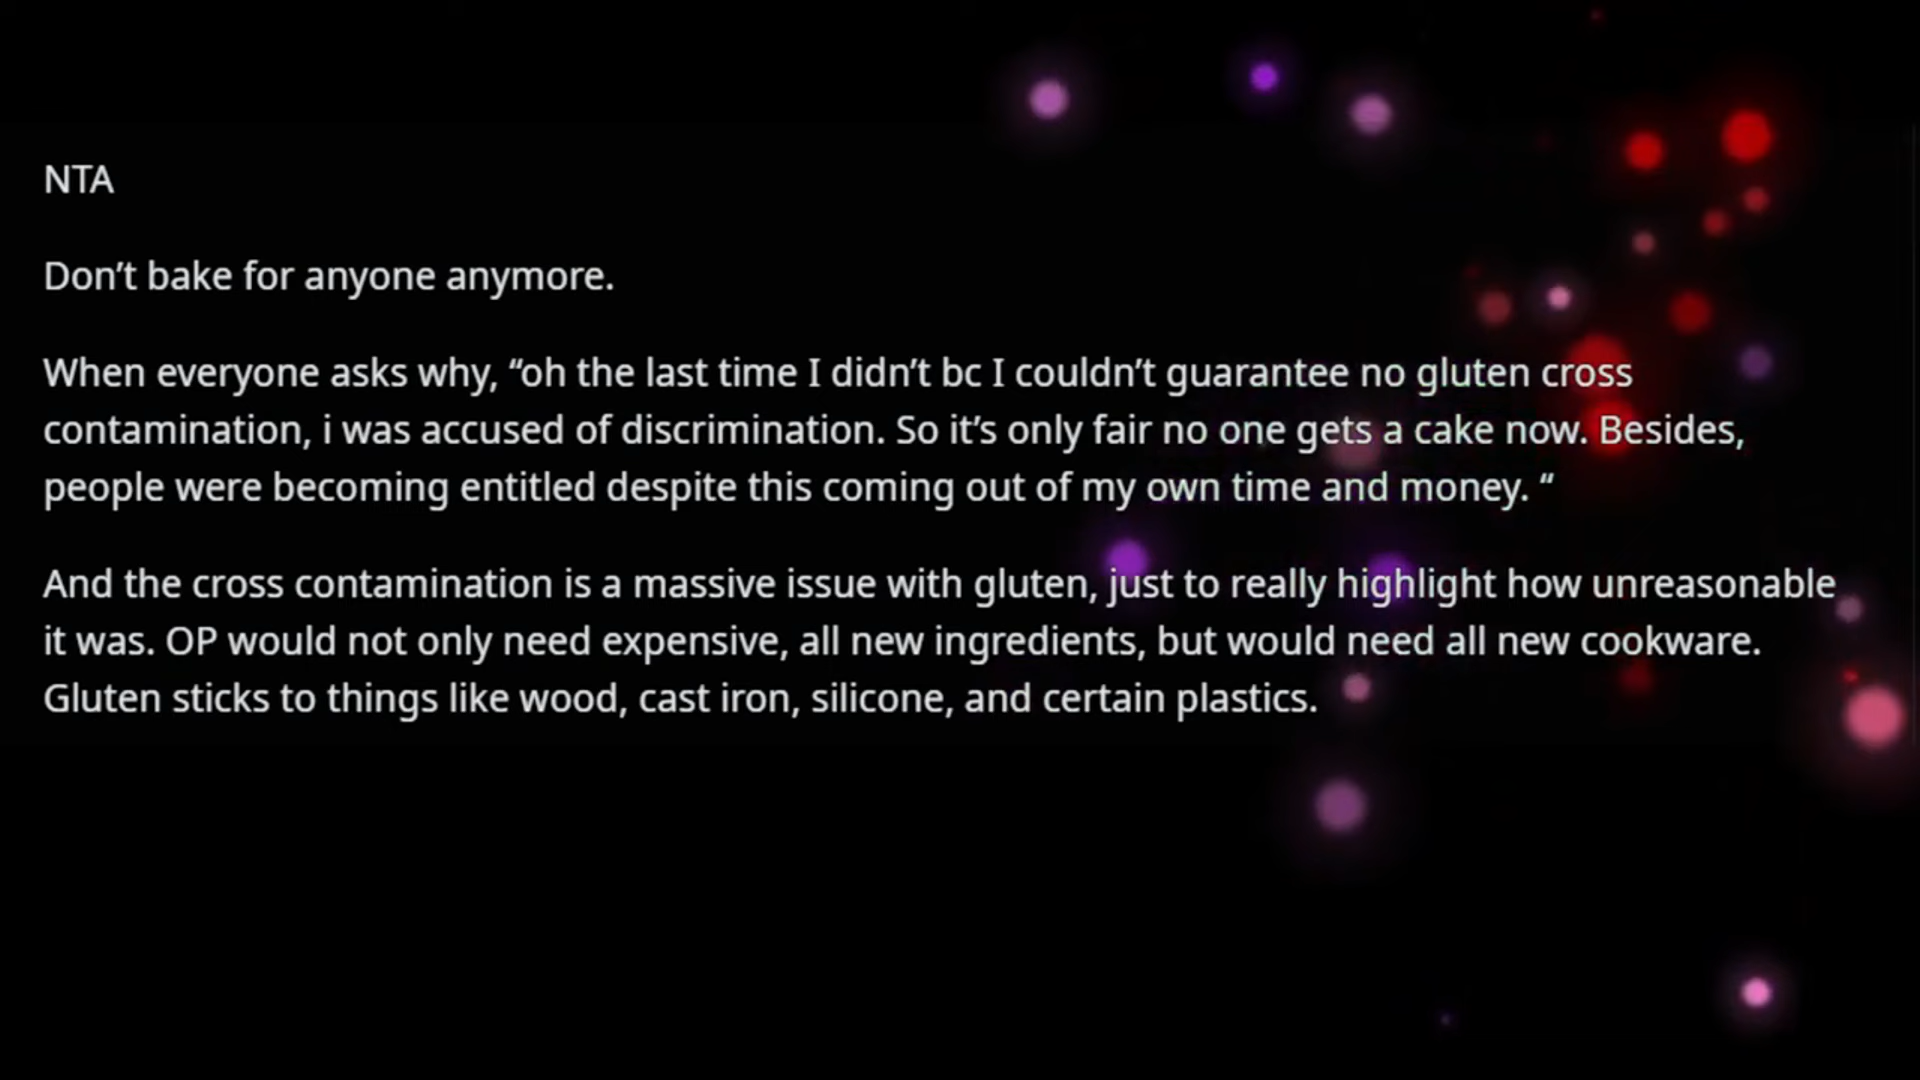 NTA
Don’t bake for anyone anymore.
When everyone asks why, “oh the last time I didn’t bc I couldn’t guarantee no gluten cross
contamination, i was accused of discrimination. So it’s only fair no one gets a cake now. Besides,
people were becoming entitled despite this coming out of my own time and money. “
And the cross contamination is a massive issue with gluten, just to really highlight how unreasonable
it was. OP would not only need expensive, all new ingredients, but would need all new cookware.
Gluten sticks to things like wood, cast iron, silicone, and certain plastics.